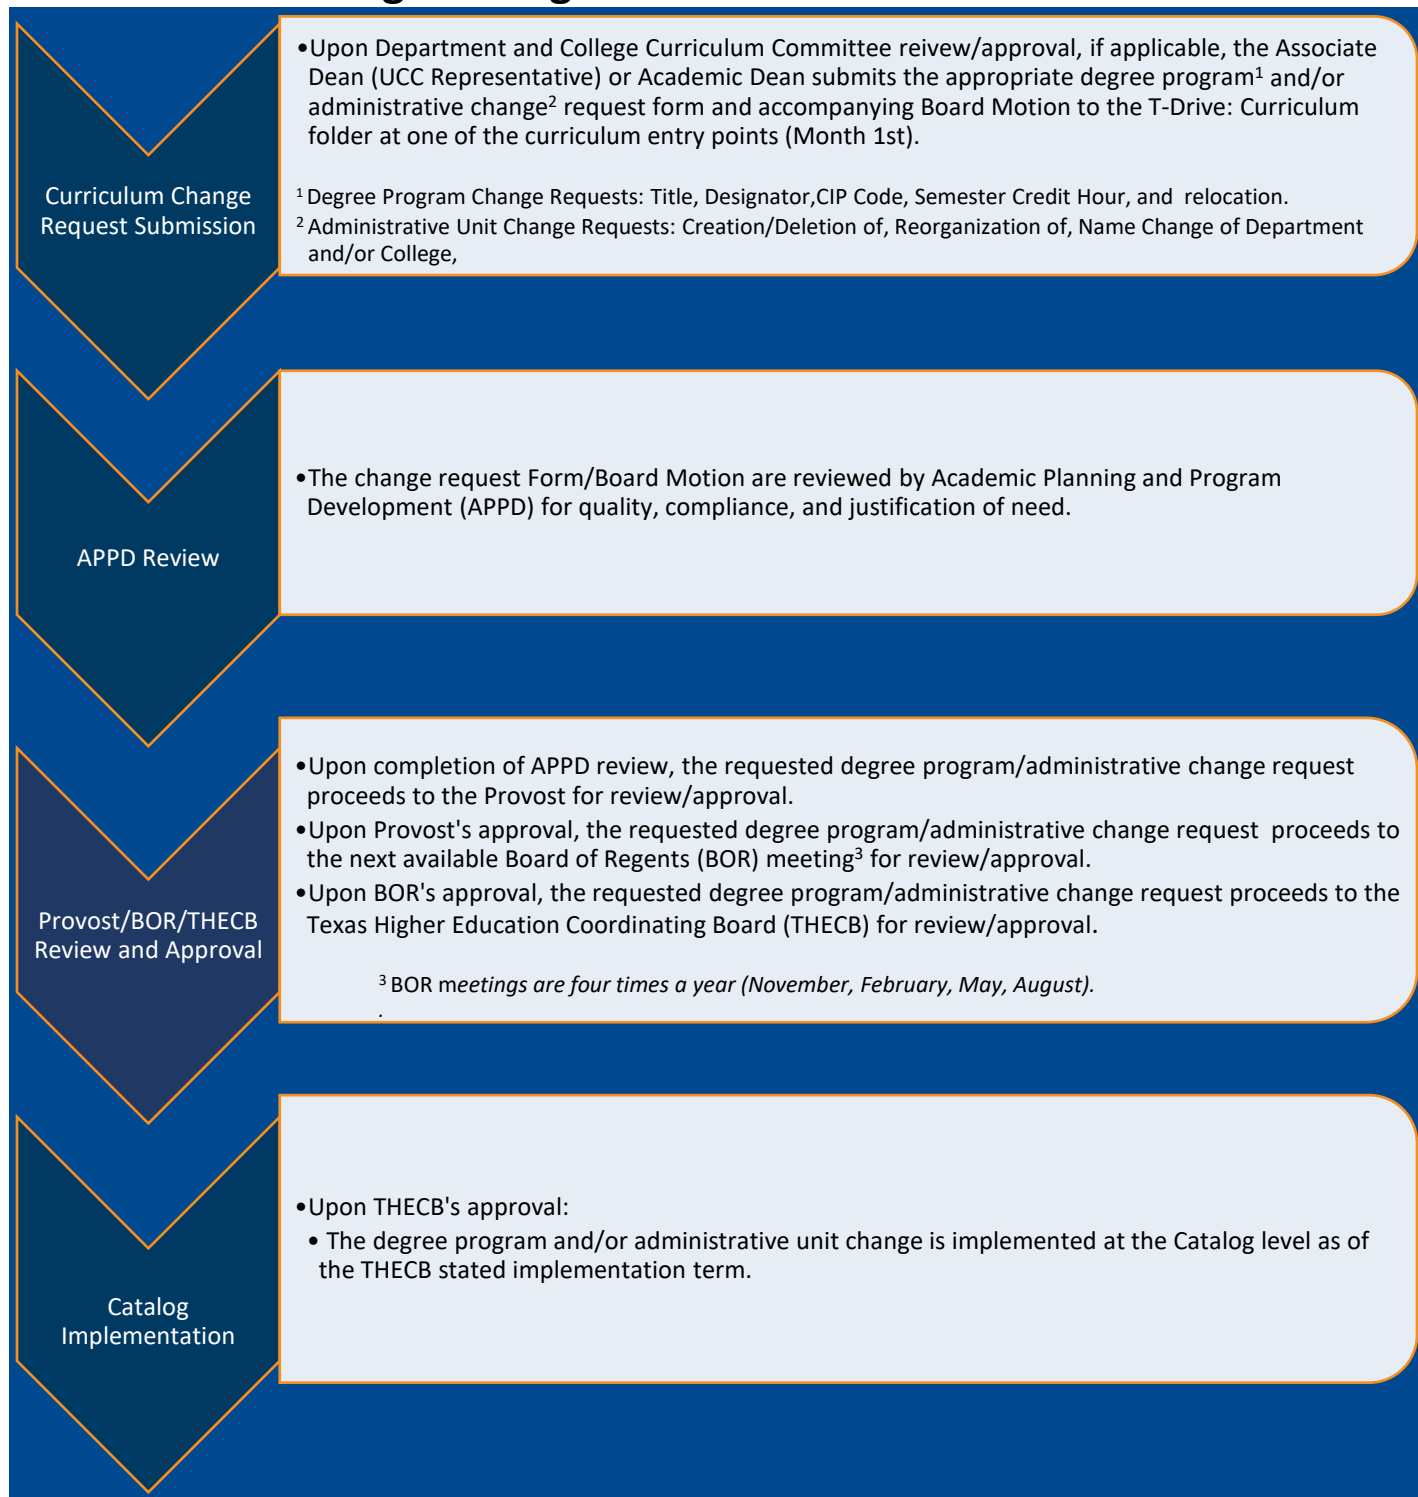 Curriculum Change
Request Submission
•Upon Department and College Curriculum Committee reivew/approval, if applicable, the Associate
Dean (UCC Representative) or Academic Dean submits the appropriate degree program¹ and/or
administrative change² request form and accompanying Board Motion to the T-Drive: Curriculum
folder at one of the curriculum entry points (Month 1st).
¹ Degree Program Change Requests: Title, Designator,CIP Code, Semester Credit Hour, and relocation.
² Administrative Unit Change Requests: Creation/Deletion of, Reorganization of, Name Change of Department
and/or College,
APPD Review
•The change request Form/Board Motion are reviewed by Academic Planning and Program
Development (APPD) for quality, compliance, and justification of need.
Provost/BOR/THECB
Review and Approval
•Upon completion of APPD review, the requested degree program/administrative change request
proceeds to the Provost for review/approval.
•Upon Provost's approval, the requested degree program/administrative change request proceeds to
the next available Board of Regents (BOR) meeting³ for review/approval.
•Upon BOR's approval, the requested degree program/administrative change request proceeds to the
Texas Higher Education Coordinating Board (THECB) for review/approval.
³ BOR meetings are four times a year (November, February, May, August).
.
Catalog
Implementation
•Upon THECB's approval:
• The degree program and/or administrative unit change is implemented at the Catalog level as of
the THECB stated implementation term.